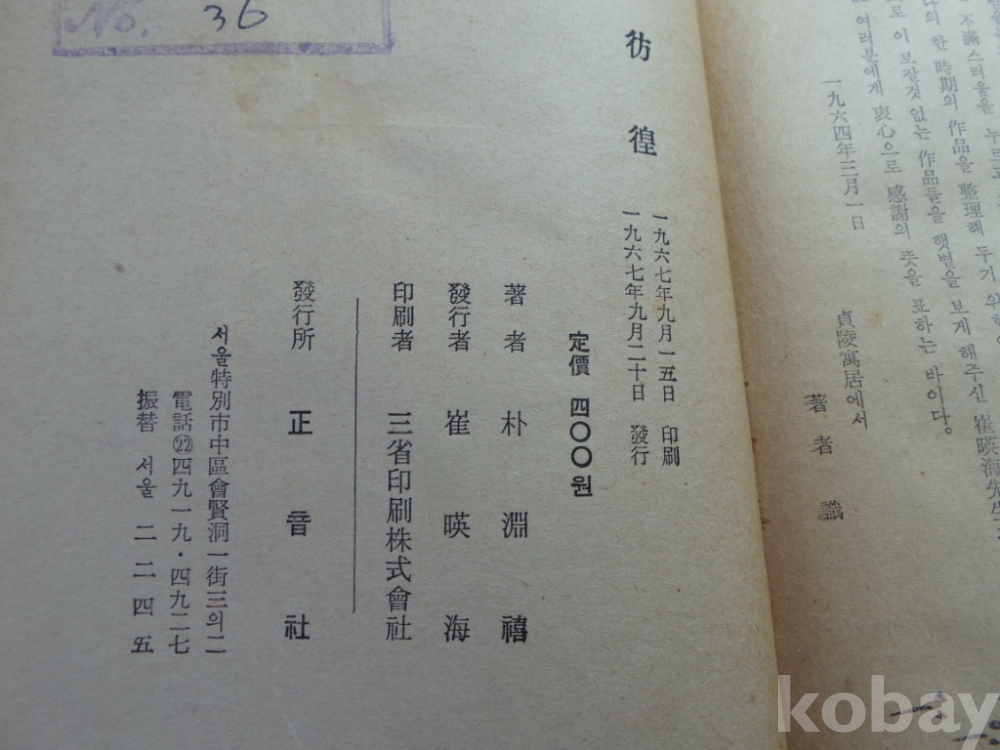 不滿스러움을 누르고
나의 한 時期의 作品을 整理해 두기 위
로 이 보잘것 없는 作品들을 햇볕을 보게 해주신 崔暎海先生
여러분에게 衷心으로 感謝의 뜻을 표하는 바이다.
一九六四年三月一日
貞陵寓居에서
著者 識
No. 36
彷徨
一九六七年九月一五日 印刷
一九六七年九月二十日 發行
定價 四〇〇원
著者 朴淵禧
發行者 崔暎海
印刷者 三省印刷株式會社
發行所 正音社
서울特別市中區會賢洞一街三의二
電話㉒四九一九·四九二七
振替 서울 二二四五
kobay